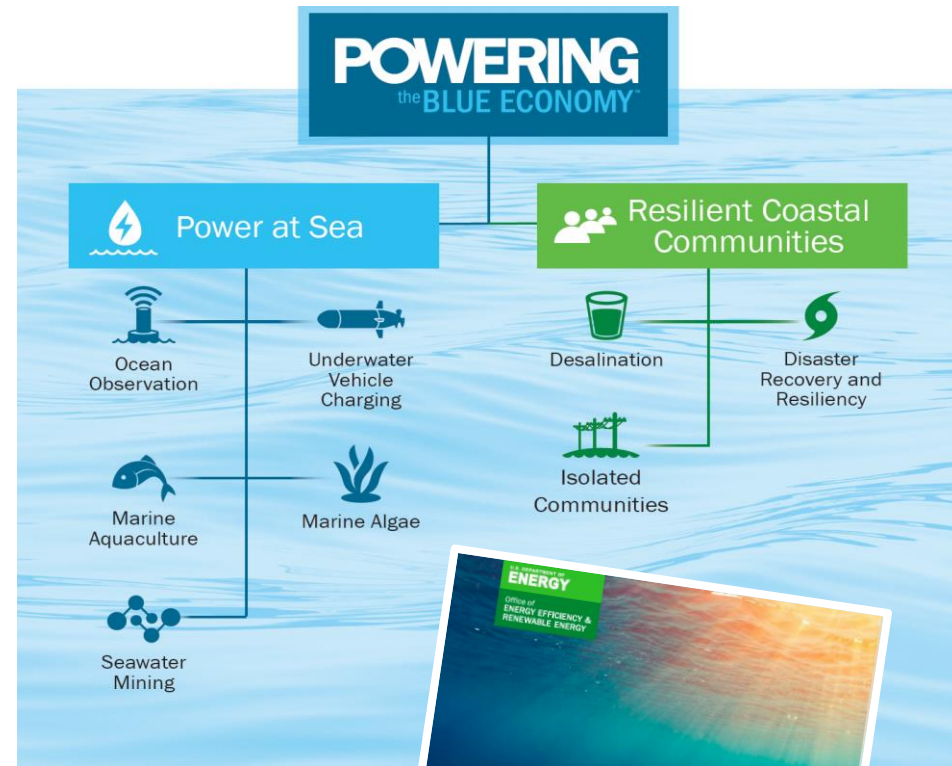 POWERING
the BLUE ECONOMY™
Power at Sea
Resilient Coastal
Communities
Ocean
Observation
Underwater
Vehicle
Charging
Desalination
Disaster
Recovery and
Resiliency
Marine
Aquaculture
Marine Algae
Isolated
Communities
Seawater
Mining
U.S. DEPARTMENT OF
ENERGY
Office of
ENERGY EFFICIENCY &
RENEWABLE ENERGY